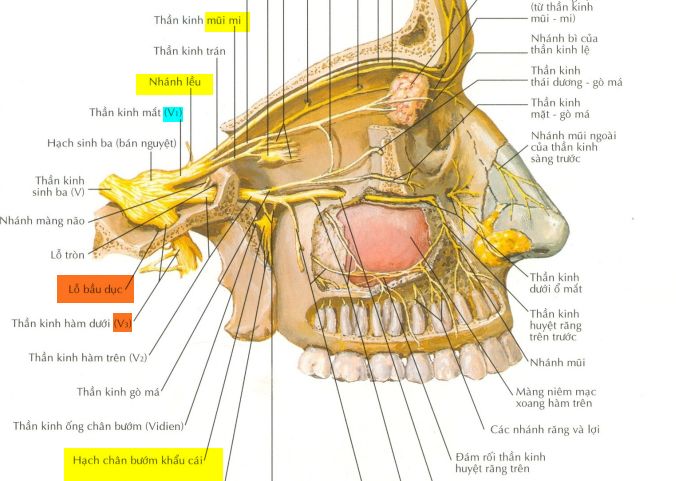 Thần kinh mũi mi
Thần kinh trán
Nhánh lều
Thần kinh mắt (V1)
Hạch sinh ba (bán nguyệt)
Thần kinh
sinh ba (V)
Nhánh màng não
Lỗ tròn
Lỗ bầu dục
Thần kinh hàm dưới (V3)
Thần kinh hàm trên (V2)
Thần kinh gò má
Thần kinh ống chân bướm (Vidien)
Hạch chân bướm khẩu cái
(từ thần kinh
mũi - mi)
Nhánh bì của
thần kinh lệ
Thần kinh
thái dương - gò má
Thần kinh
mặt - gò má
Nhánh mũi ngoài
của thần kinh
sàng trước
Thần kinh
dưới ổ mắt
Thần kinh
huyệt răng
trên trước
Nhánh mũi
Màng niêm mạc
xoang hàm trên
Các nhánh răng và lợi
Đám rối thần kinh
huyệt răng trên